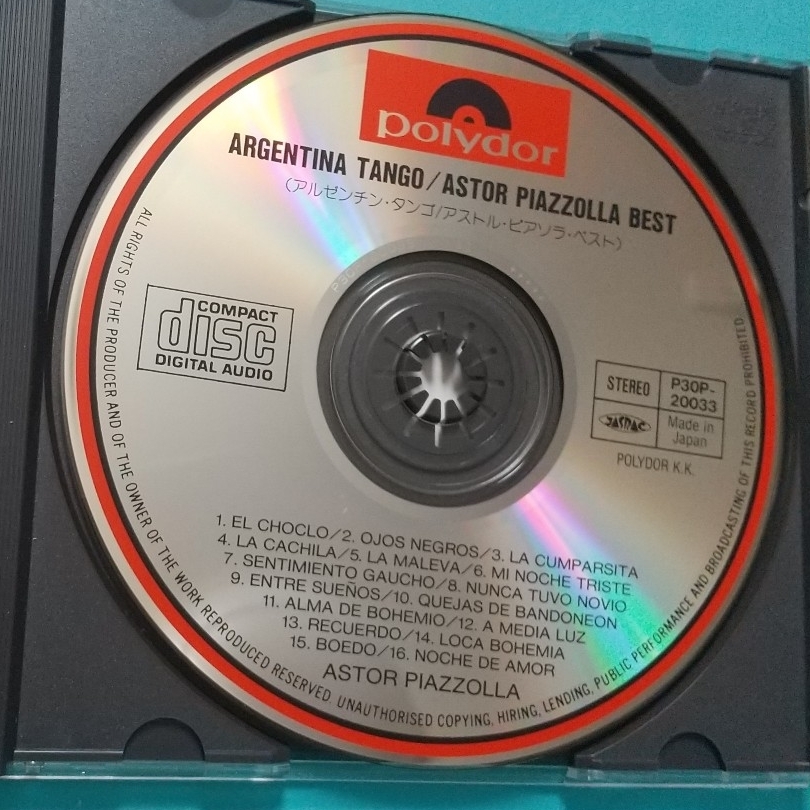 polydor
ARGENTINA TANGO/ASTOR PIAZZOLLA BEST
(アルゼンチン・タンゴ/アストル・ピアソラ・ベスト)
COMPACT
disc
DIGITAL AUDIO
STEREO
P30P-
20033
JASRAC
Made in
Japan
POLYDOR K.K.
1. EL CHOCLO/2. OJOS NEGROS/3. LA CUMPARSITA
4. LA CACHILA/5. LA MALEVA/6. MI NOCHE TRISTE
7. SENTIMIENTO GAUCHO/8. NUNCA TUVO NOVIO
9. ENTRE SUEÑOS/10. QUEJAS DE BANDONEON
11. ALMA DE BOHEMIO/12. A MEDIA LUZ
13. RECUERDO/14. LOCA BOHEMIA
15. BOEDO/16. NOCHE DE AMOR
ASTOR PIAZZOLLA
ALL RIGHTS OF THE PRODUCER AND OF THE OWNER OF THE WORK REPRODUCED RESERVED. UNAUTHORISED COPYING, HIRING, LENDING, PUBLIC PERFORMANCE AND BROADCASTING OF THIS RECORD PROHIBITED.